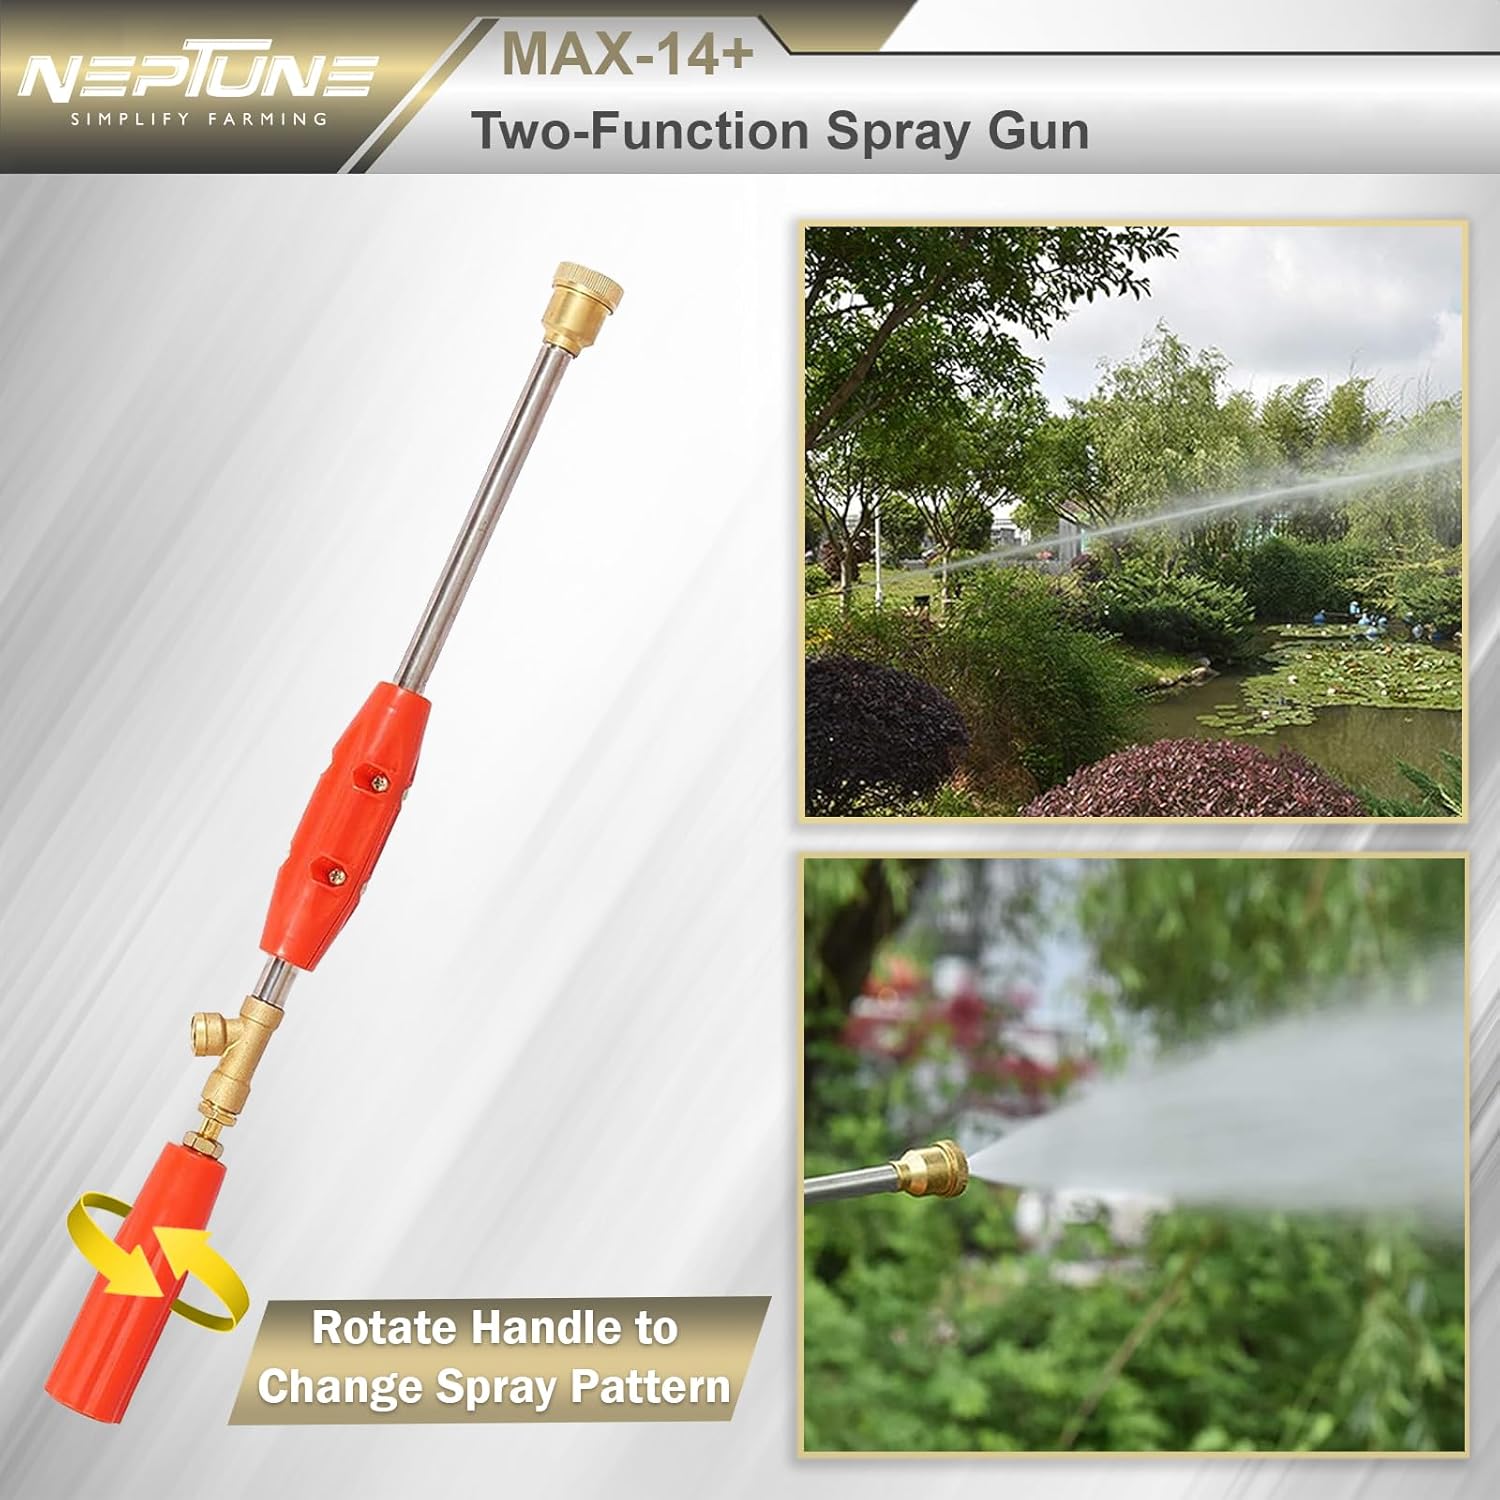 NEPTUNE
SIMPLIFY FARMING
MAX-14+
Two-Function Spray Gun
Rotate Handle to
Change Spray Pattern